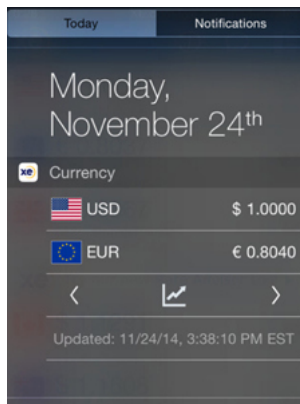 Today
Notifications
Monday,
November 24th
xe
Currency
USD
$ 1.0000
EUR
€ 0.8040
Updated: 11/24/14, 3:38:10 PM EST